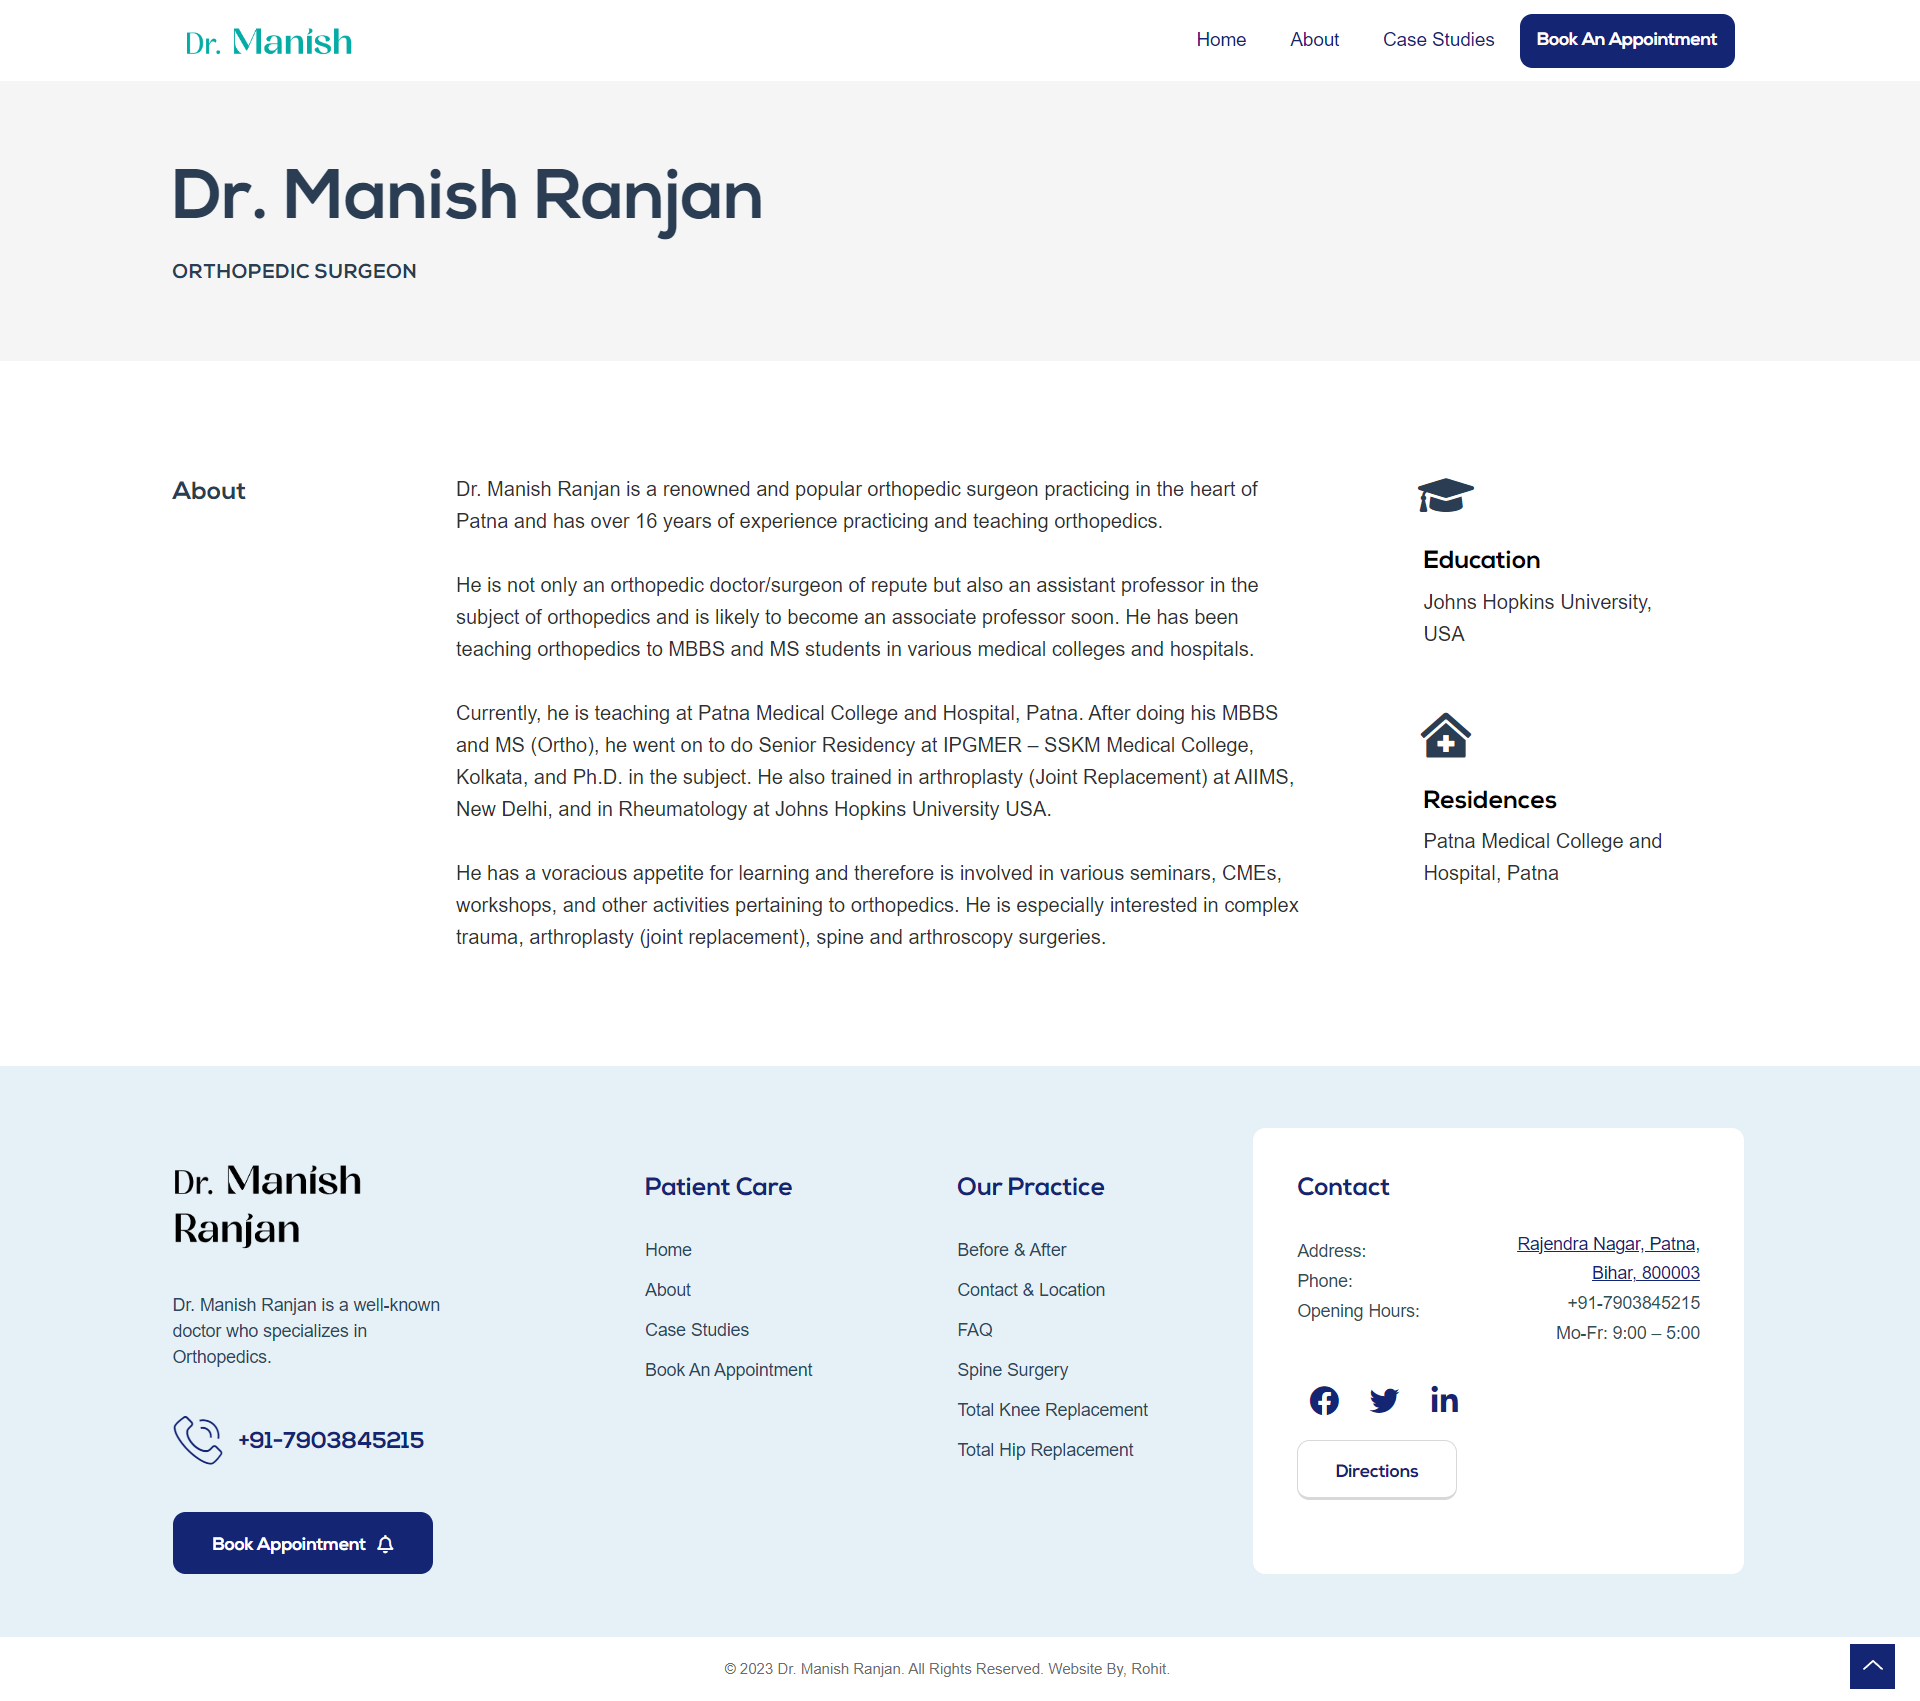 Dr. Manish
Home
About
Case Studies
Book An Appointment
Dr. Manish Ranjan
ORTHOPEDIC SURGEON
About
Dr. Manish Ranjan is a renowned and popular orthopedic surgeon practicing in the heart of
Patna and has over 16 years of experience practicing and teaching orthopedics.
He is not only an orthopedic doctor/surgeon of repute but also an assistant professor in the
subject of orthopedics and is likely to become an associate professor soon. He has been
teaching orthopedics to MBBS and MS students in various medical colleges and hospitals.
Currently, he is teaching at Patna Medical College and Hospital, Patna. After doing his MBBS
and MS (Ortho), he went on to do Senior Residency at IPGMER – SSKM Medical College,
Kolkata, and Ph.D. in the subject. He also trained in arthroplasty (Joint Replacement) at AIIMS,
New Delhi, and in Rheumatology at Johns Hopkins University USA.
He has a voracious appetite for learning and therefore is involved in various seminars, CMEs,
workshops, and other activities pertaining to orthopedics. He is especially interested in complex
trauma, arthroplasty (joint replacement), spine and arthroscopy surgeries.
Education
Johns Hopkins University,
USA
Residences
Patna Medical College and
Hospital, Patna
Dr. Manish
Ranjan
Dr. Manish Ranjan is a well-known
doctor who specializes in
Orthopedics.
+91-7903845215
Book Appointment
Patient Care
Home
About
Case Studies
Book An Appointment
Our Practice
Before & After
Contact & Location
FAQ
Spine Surgery
Total Knee Replacement
Total Hip Replacement
Contact
Address:
Rajendra Nagar, Patna,
Bihar, 800003
Phone:
+91-7903845215
Opening Hours:
Mo-Fr: 9:00 – 5:00
Directions
© 2023 Dr. Manish Ranjan. All Rights Reserved. Website By, Rohit.